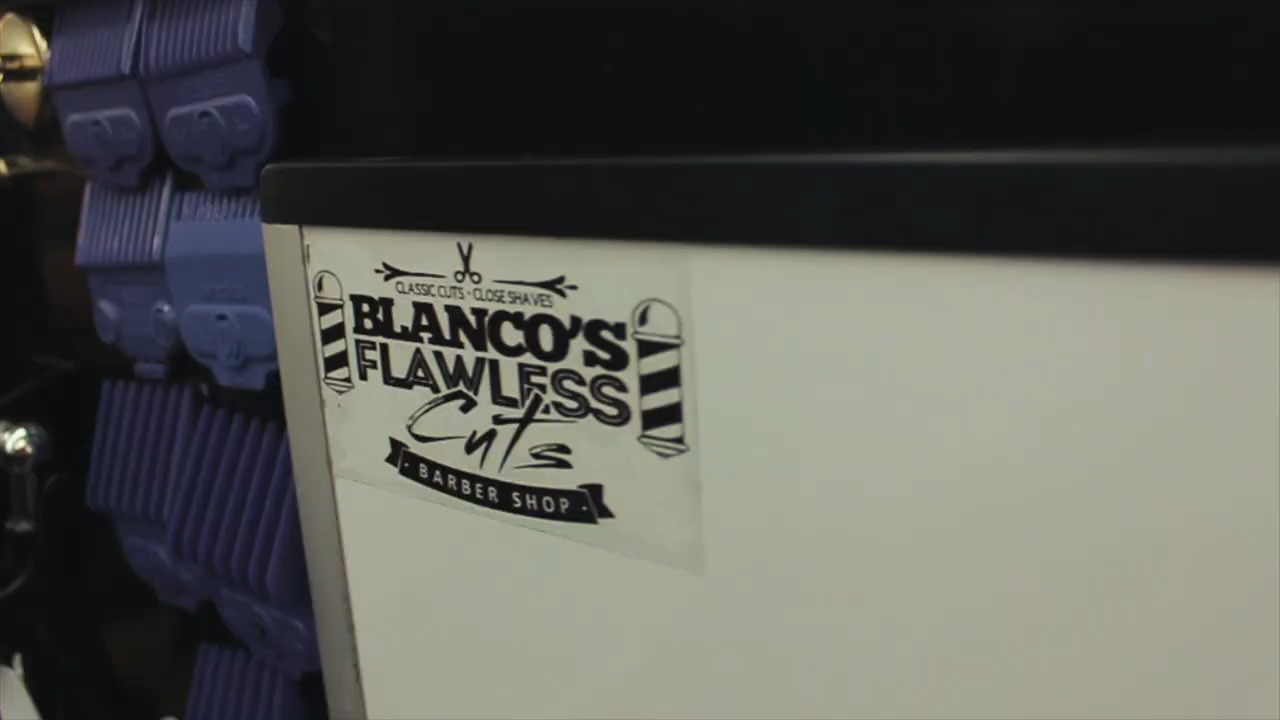 CLASSIC CUTS · CLOSE SHAVES
BLANCO'S
FLAWLESS
Cuts
· BARBER SHOP ·